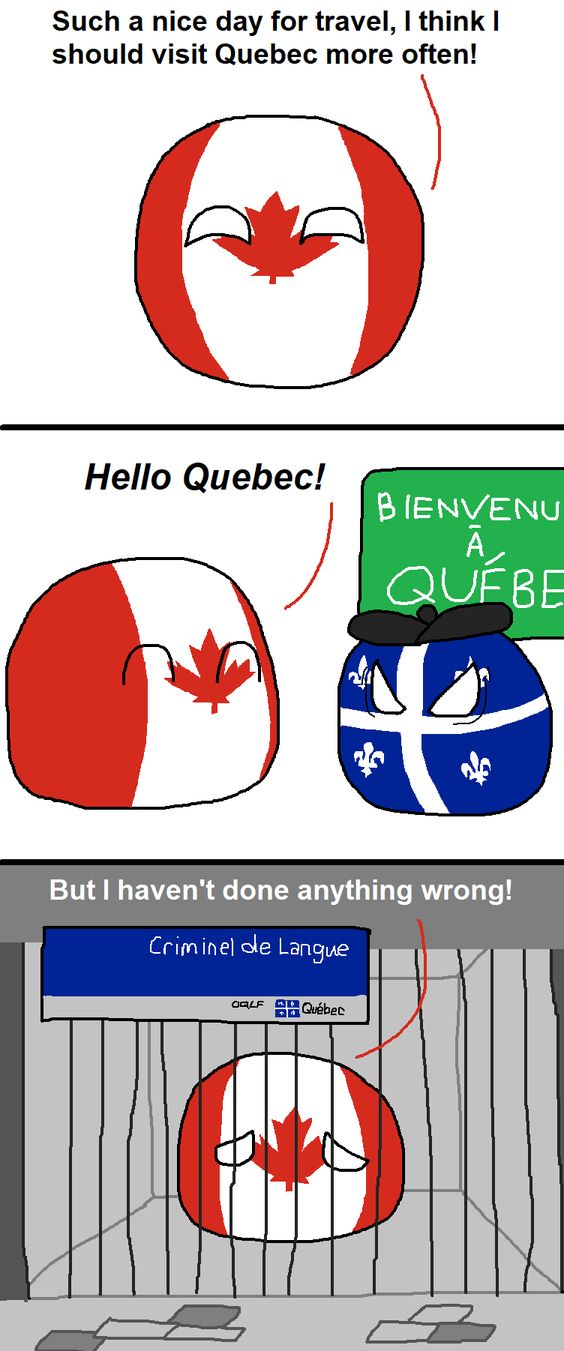 Such a nice day for travel, I think I
should visit Quebec more often!
Hello Quebec!
BIENVENU
À
QUÉBE
But I haven't done anything wrong!
Criminel de Langue
OQLF Québec